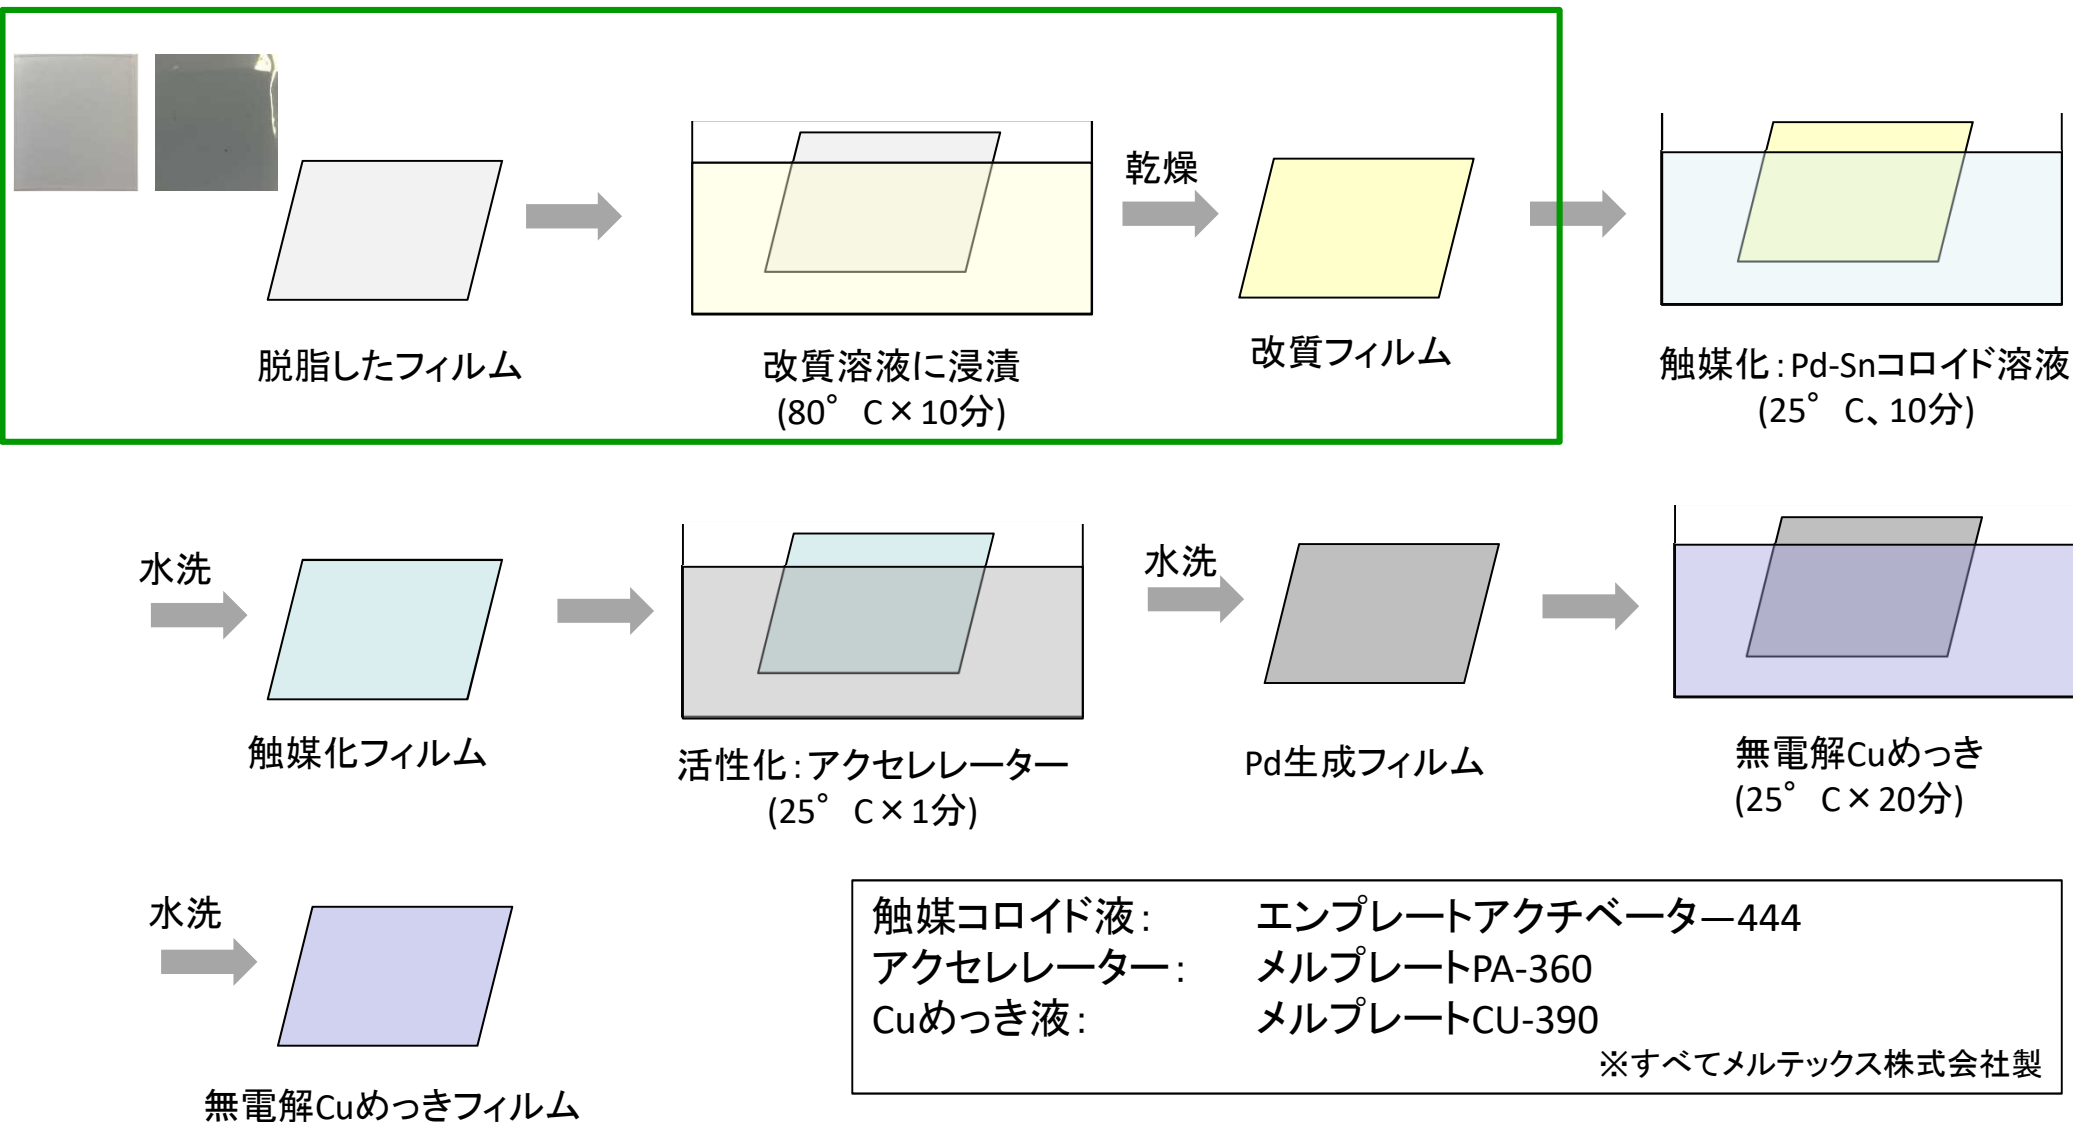 乾燥
脱脂したフィルム
改質溶液に浸漬
(80°C×10分)
改質フィルム
触媒化:Pd-Snコロイド溶液
(25°C、10分)
水洗
触媒化フィルム
活性化:アクセレレーター
(25°C×1分)
水洗
Pd生成フィルム
無電解Cuめっき
(25°C×20分)
水洗
無電解Cuめっきフィルム
触媒コロイド液: エンプレートアクチベーター444
アクセレレーター: メルプレートPA-360
Cuめっき液: メルプレートCU-390
※すべてメルテックス株式会社製